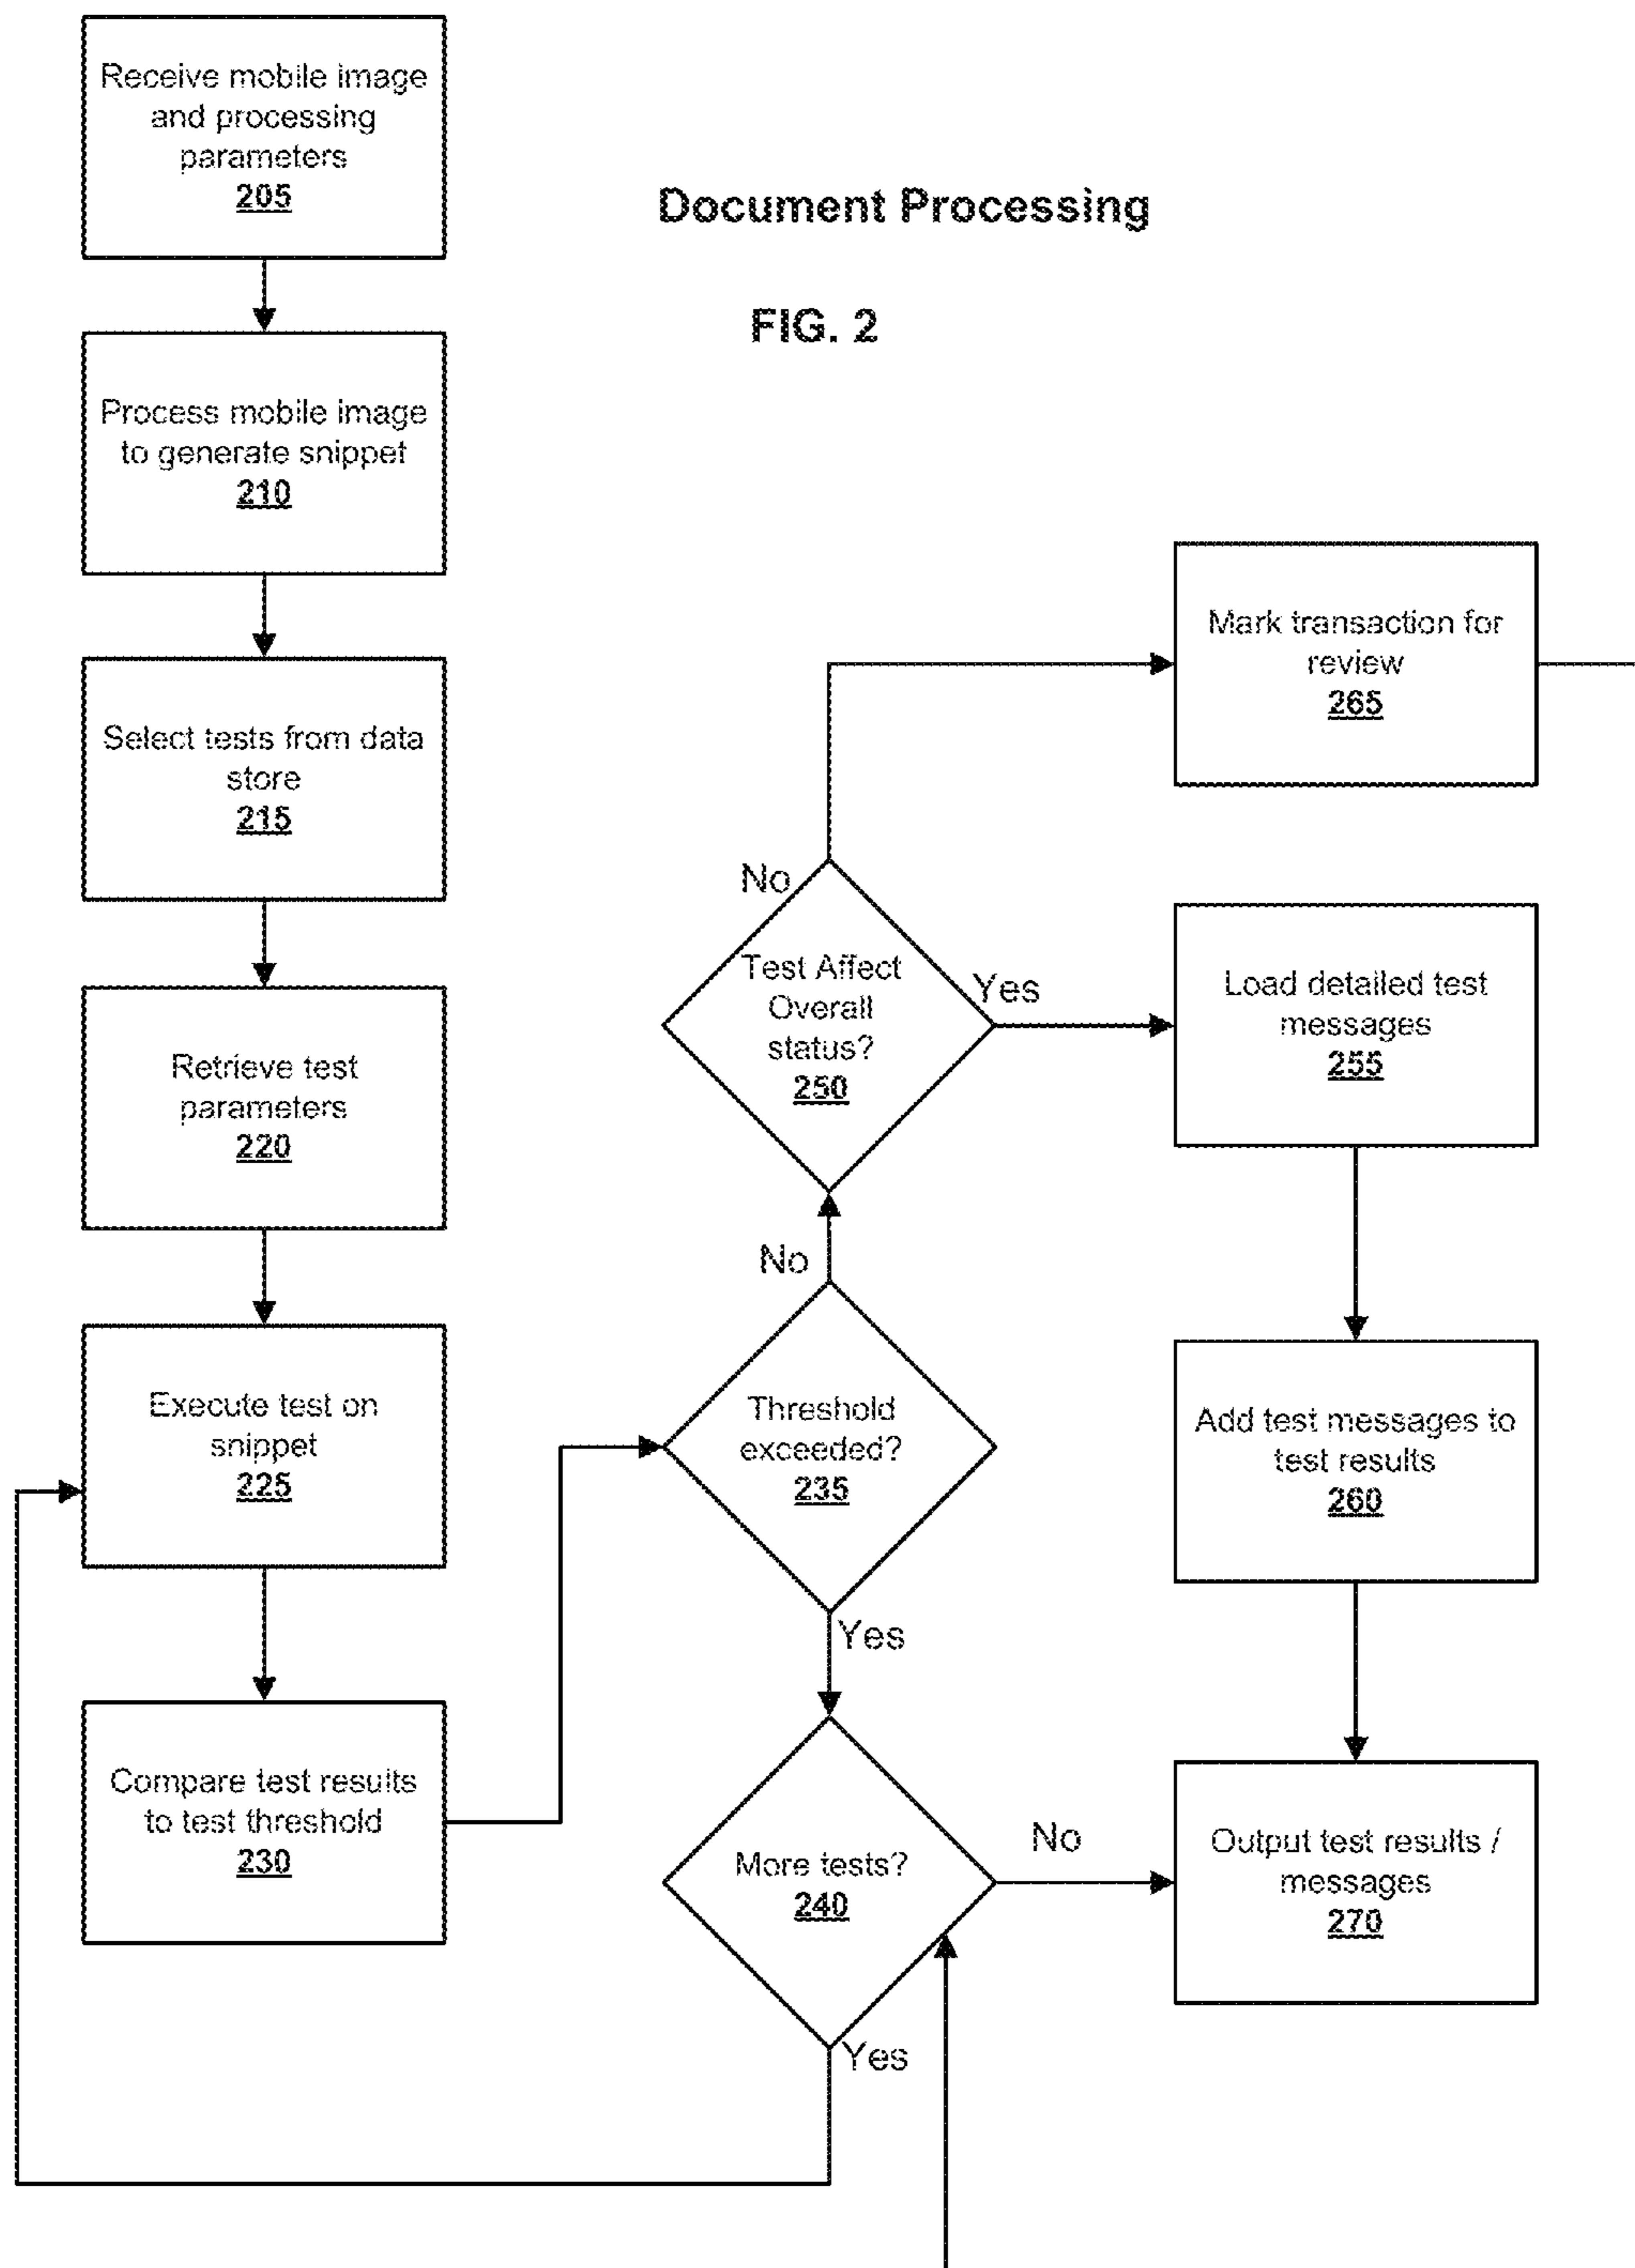 Receive mobile image
and processing
parameters
205
Document Processing
FIG. 2
Process mobile image
to generate snippet
210
Select tests from data
store
215
Retrieve test
parameters
220
Execute test on
snippet
225
Compare test results
to test threshold
230
Threshold
exceeded?
235
No
Yes
Test Affect
Overall
status?
250
No
Yes
Mark transaction for
review
265
Load detailed test
messages
255
Add test messages to
test results
260
More tests?
240
No
Yes
Output test results /
messages
270